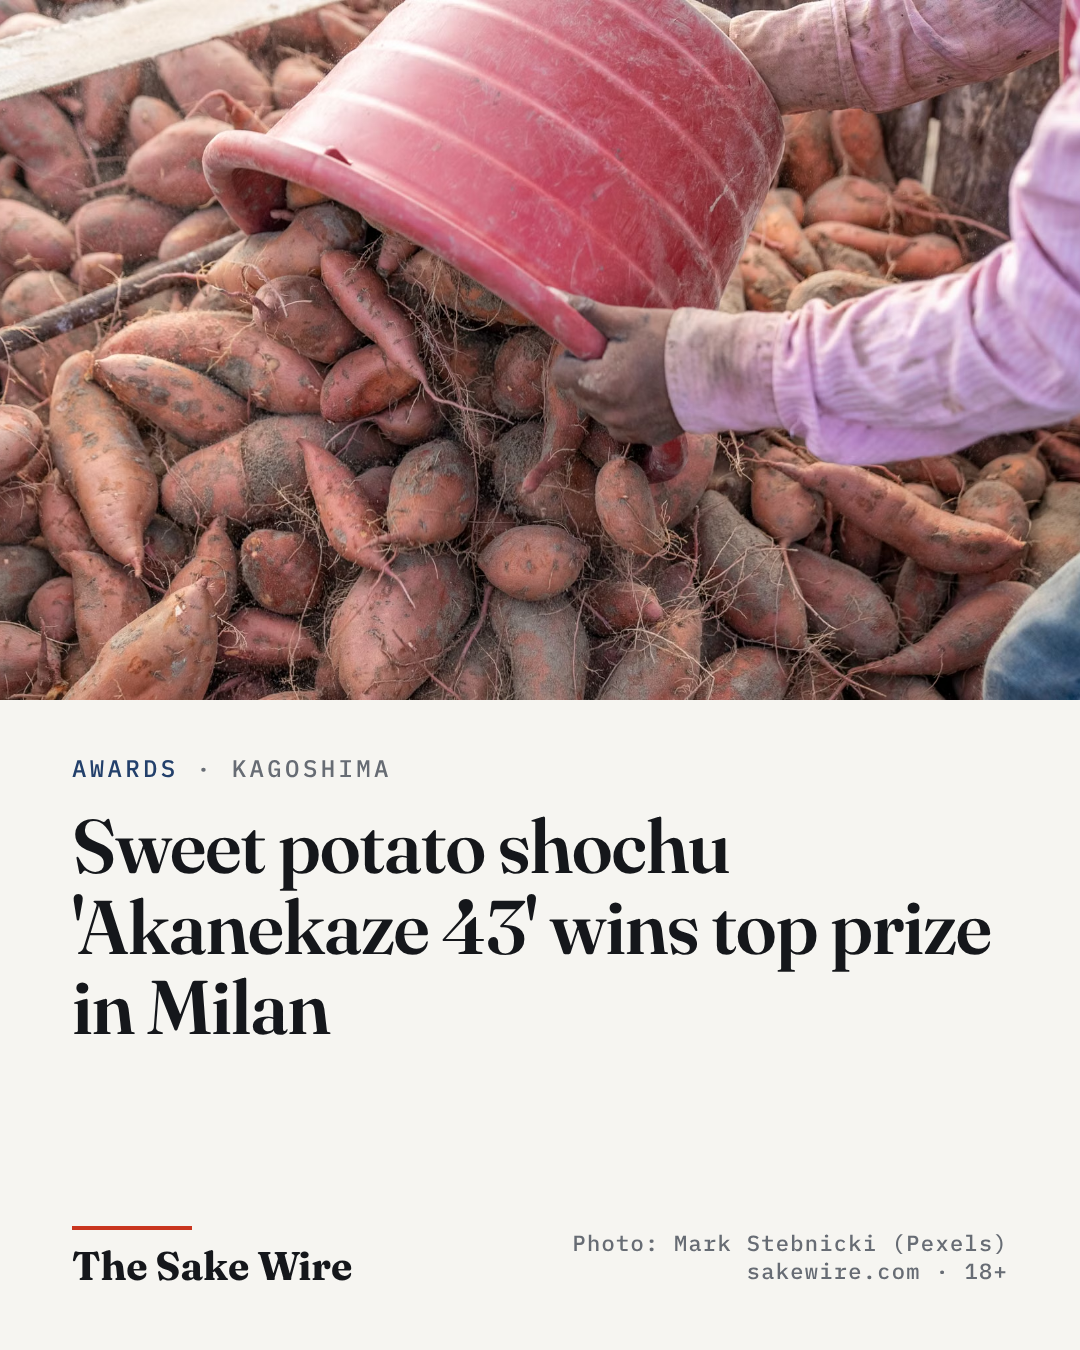 AWARDS · KAGOSHIMA
Sweet potato shochu
'Akanekaze 43' wins top prize
in Milan
The Sake Wire
Photo: Mark Stebnicki (Pexels)
sakewire.com · 18+